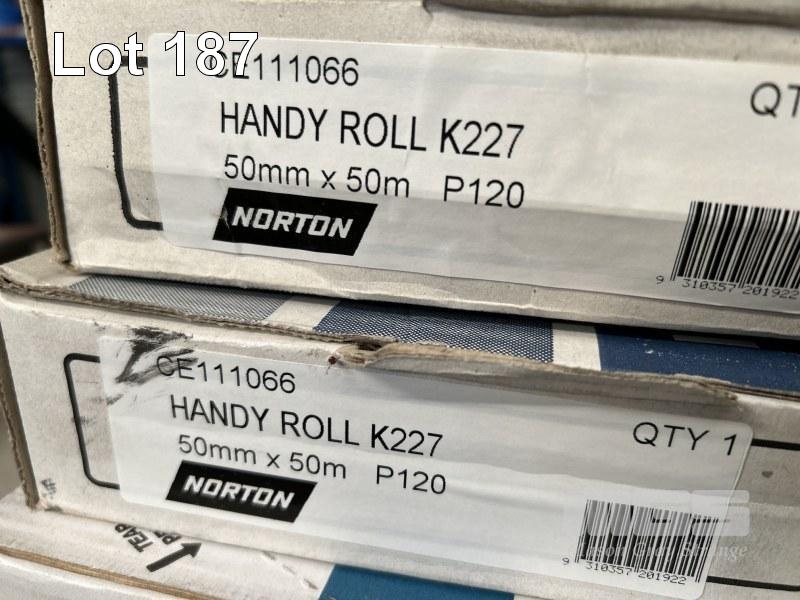 Lot 187
CE111066
HANDY ROLL K227
50mm x 50m P120
NORTON
9 310357 201922
CE111066
HANDY ROLL K227
50mm x 50m P120
QTY 1
NORTON
9 310357 201922
TEAR